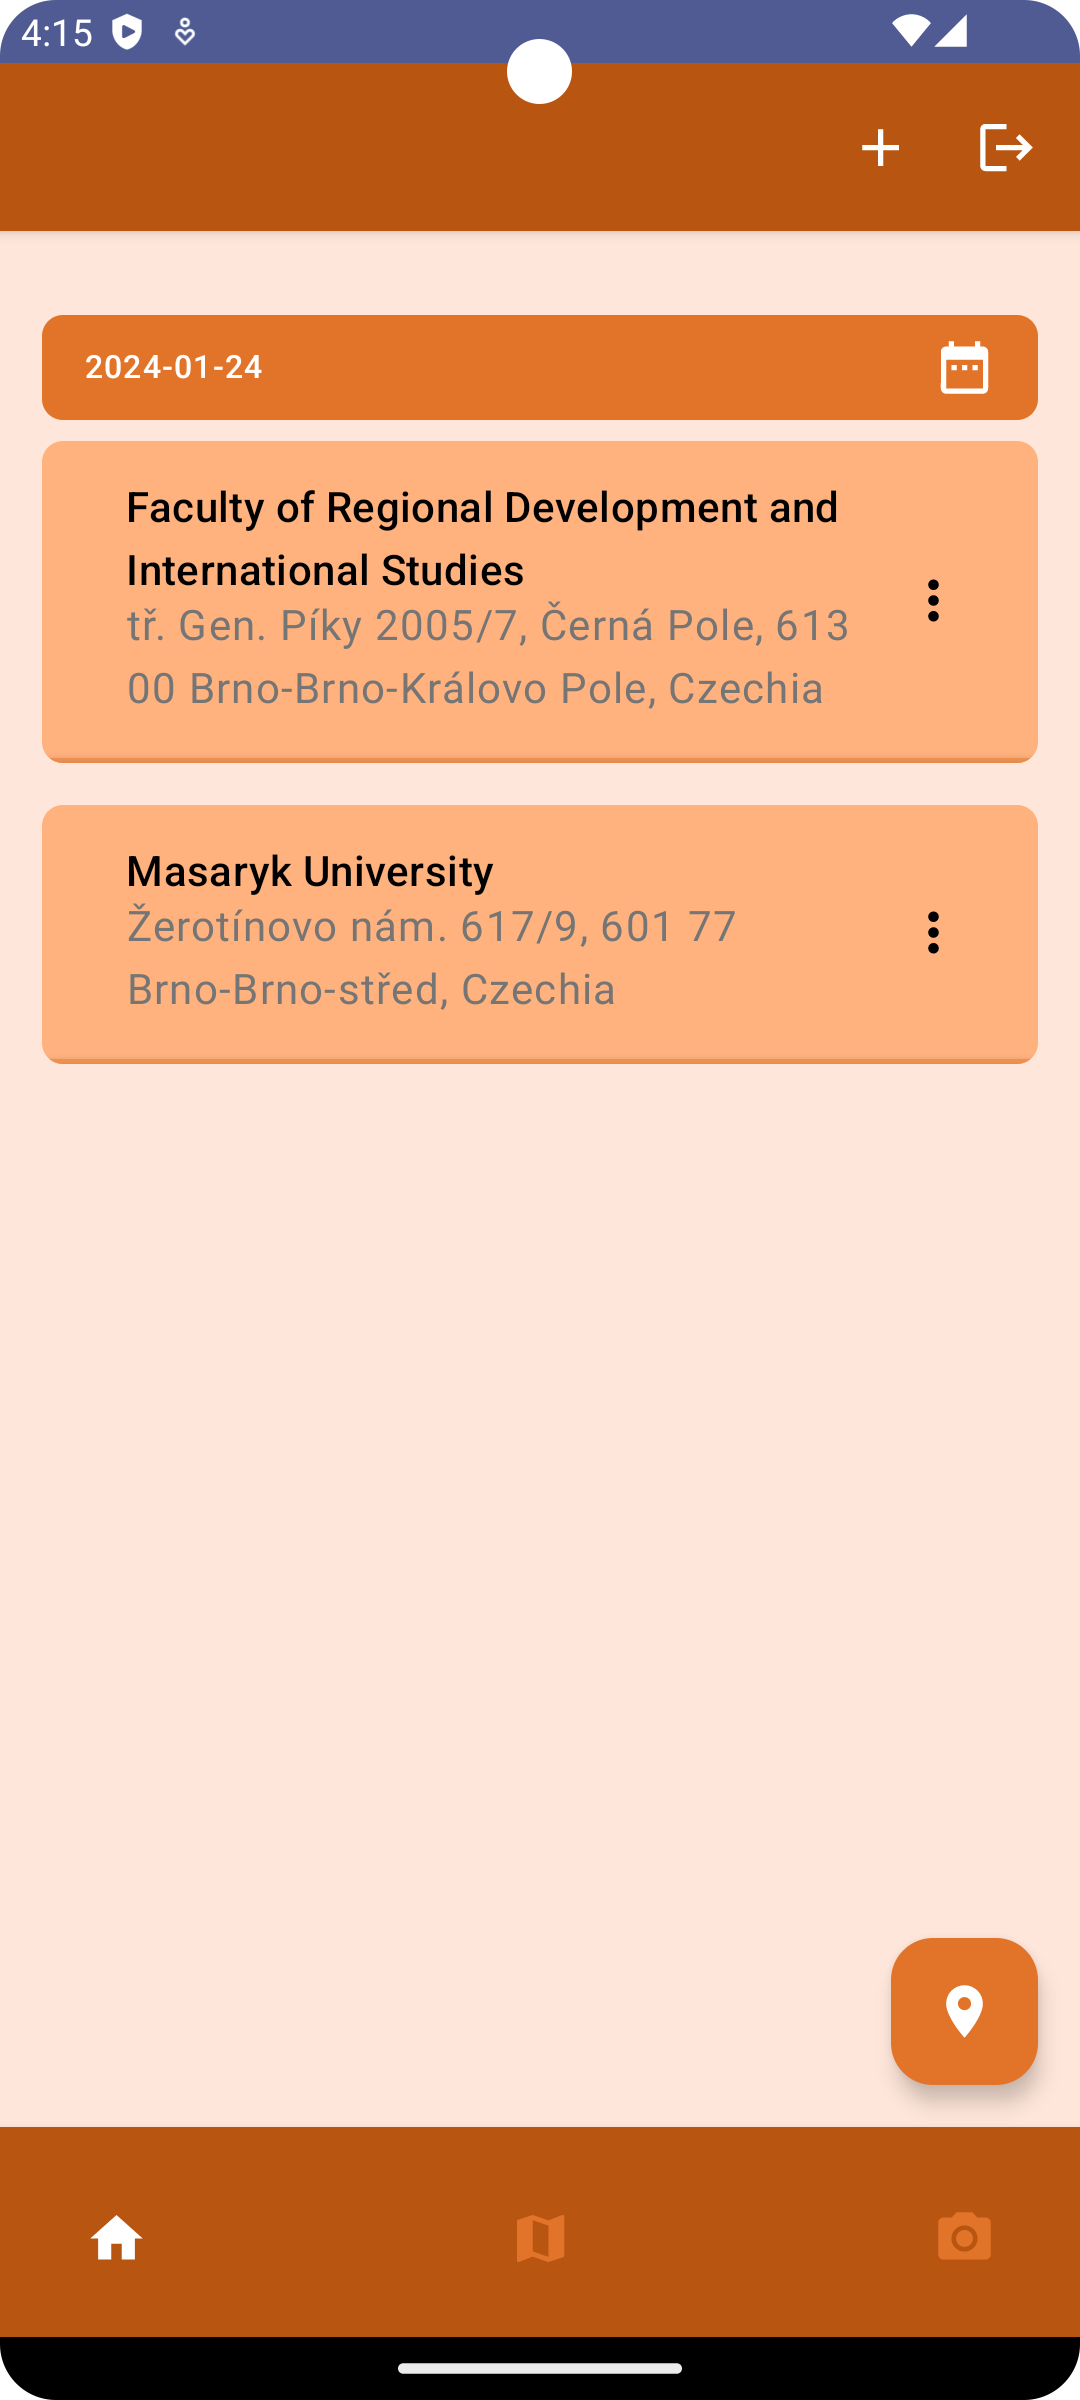 4:15
2024-01-24
Faculty of Regional Development and
International Studies
tř. Gen. Píky 2005/7, Černá Pole, 613
00 Brno-Brno-Královo Pole, Czechia
Masaryk University
Žerotínovo nám. 617/9, 601 77
Brno-Brno-střed, Czechia